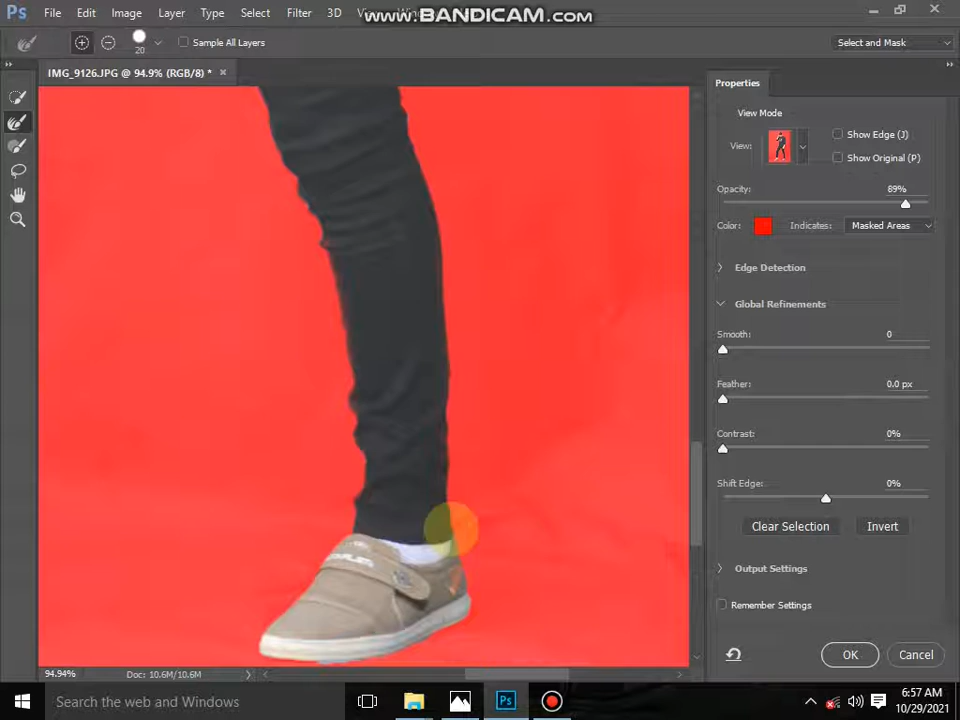 Ps File Edit Image Layer Type Select Filter 3D
www.BANDICAM.com
20 Sample All Layers Select and Mask
IMG_9126.JPG @ 94.9% (RGB/8) * ×
Properties
View Mode
View: Show Edge (J)
Show Original (P)
Opacity: 89%
Color: Indicates: Masked Areas
Edge Detection
Global Refinements
Smooth: 0
Feather: 0.0 px
Contrast: 0%
Shift Edge: 0%
Clear Selection Invert
Output Settings
Remember Settings
OK Cancel
94.94% Doc: 10.6M/10.6M
Search the web and Windows
Ps
6:57 AM
10/29/2021